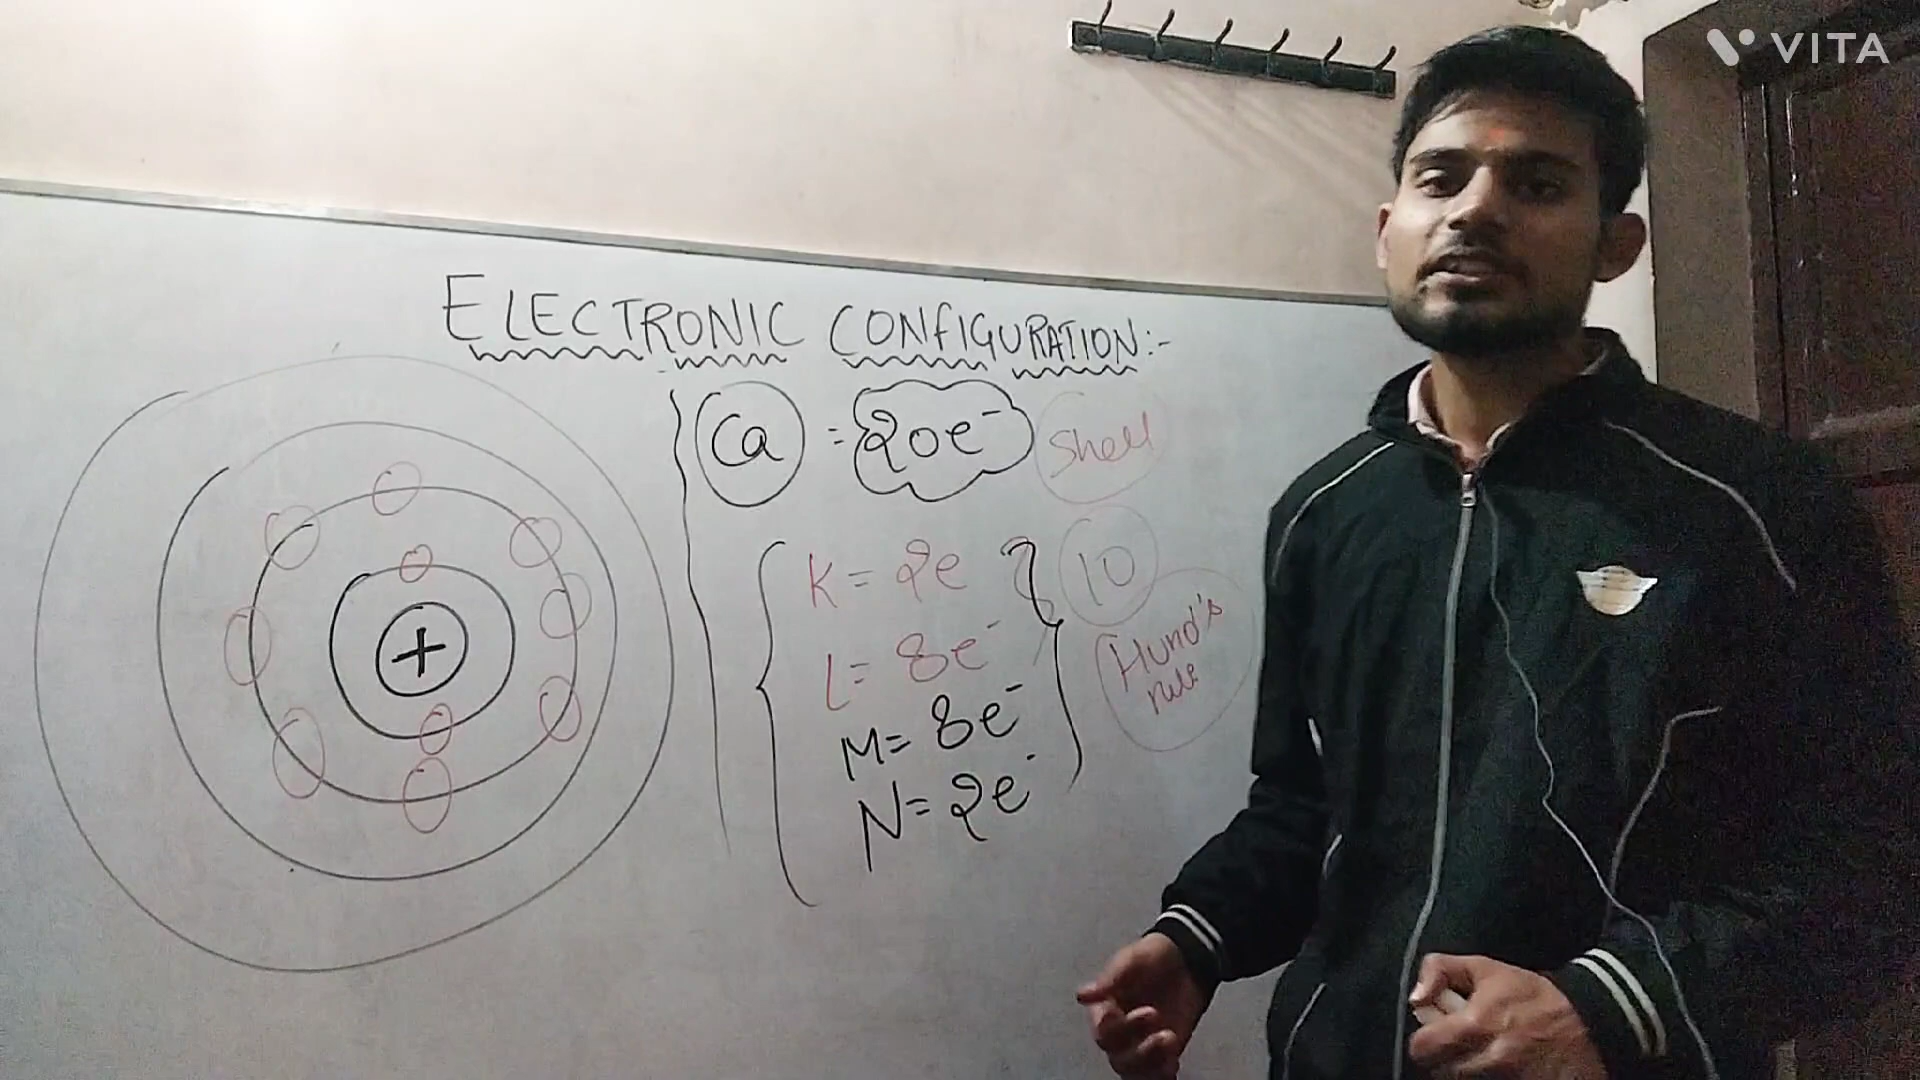 VITA
ELECTRONIC CONFIGURATION:-
Ca = 20e⁻ Shell
K = 2e 10
L = 8e⁻ Hund's
rule
M = 8e⁻
N = 2e⁻
+